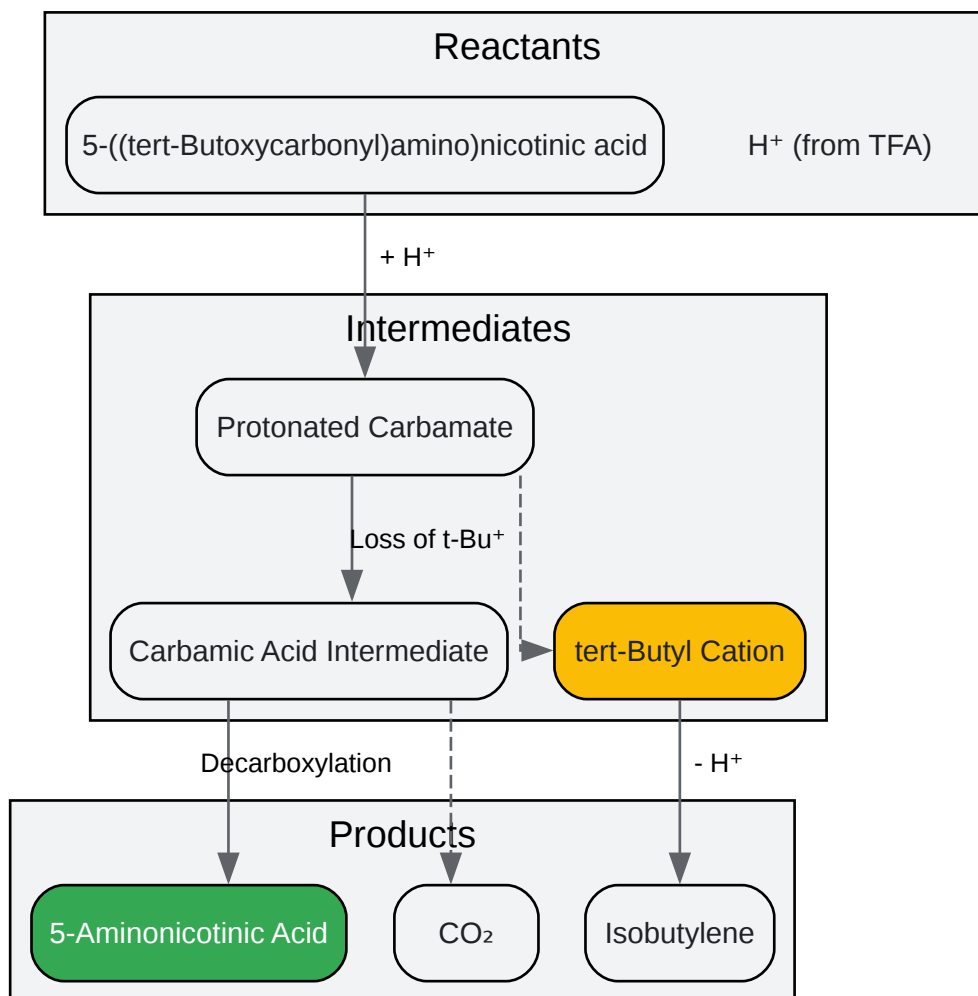 Reactants
5-((tert-Butoxycarbonyl)amino)nicotinic acid
H⁺ (from TFA)
+ H⁺
Intermediates
Protonated Carbamate
Loss of t-Bu⁺
Carbamic Acid Intermediate
tert-Butyl Cation
Decarboxylation
- H⁺
Products
5-Aminonicotinic Acid
CO₂
Isobutylene